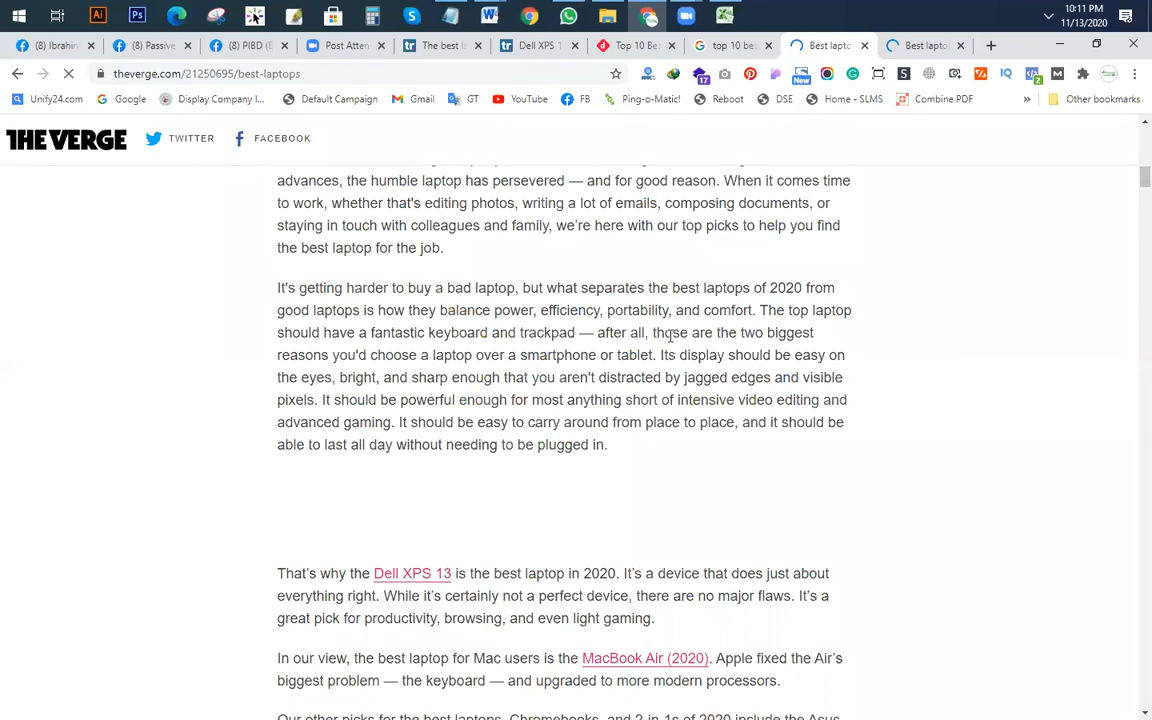 10:11 PM
11/13/2020
(8) Ibrahin
(8) Passive
(8) PIBD (E
Post Atten
The best l
Dell XPS 1
Top 10 Bes
top 10 bes
Best lapto
Best lapto
theverge.com/21250695/best-laptops
17
New
Unify24.com
Google
Display Company I...
Default Campaign
Gmail
GT
YouTube
FB
Ping-o-Matic!
Reboot
DSE
Home - SLMS
Combine PDF
Other bookmarks
THE VERGE
TWITTER
FACEBOOK
advances, the humble laptop has persevered — and for good reason. When it comes time
to work, whether that's editing photos, writing a lot of emails, composing documents, or
staying in touch with colleagues and family, we're here with our top picks to help you find
the best laptop for the job.
It's getting harder to buy a bad laptop, but what separates the best laptops of 2020 from
good laptops is how they balance power, efficiency, portability, and comfort. The top laptop
should have a fantastic keyboard and trackpad — after all, those are the two biggest
reasons you'd choose a laptop over a smartphone or tablet. Its display should be easy on
the eyes, bright, and sharp enough that you aren't distracted by jagged edges and visible
pixels. It should be powerful enough for most anything short of intensive video editing and
advanced gaming. It should be easy to carry around from place to place, and it should be
able to last all day without needing to be plugged in.
That's why the Dell XPS 13 is the best laptop in 2020. It's a device that does just about
everything right. While it's certainly not a perfect device, there are no major flaws. It's a
great pick for productivity, browsing, and even light gaming.
In our view, the best laptop for Mac users is the MacBook Air (2020). Apple fixed the Air's
biggest problem — the keyboard — and upgraded to more modern processors.
Our other picks for the best laptops, Chromebooks, and 2-in-1s of 2020 include the Asus